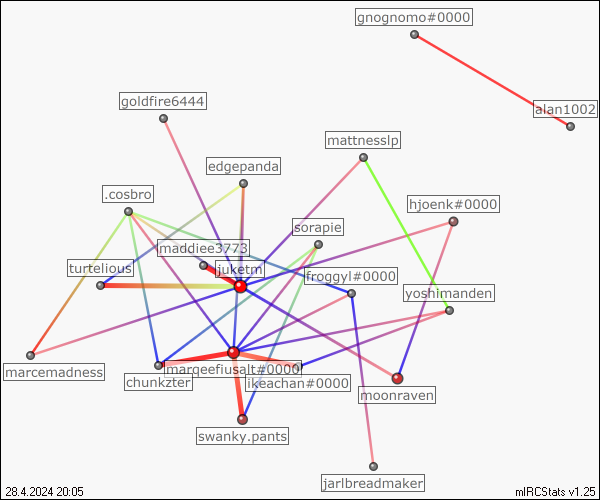 gnognomo#0000
goldfire6444
alan1002
mattnesslp
edgepanda
.cosbro
hjoenk#0000
sorapie
maddiee3773
turtelious
juketm
froggyl#0000
yoshimanden
marcemadness
chunkzter
marqeefiusalt#0000
ikeachan#0000
moonraven
swanky.pants
jarlbreadmaker
28.4.2024 20:05
mIRCStats v1.25